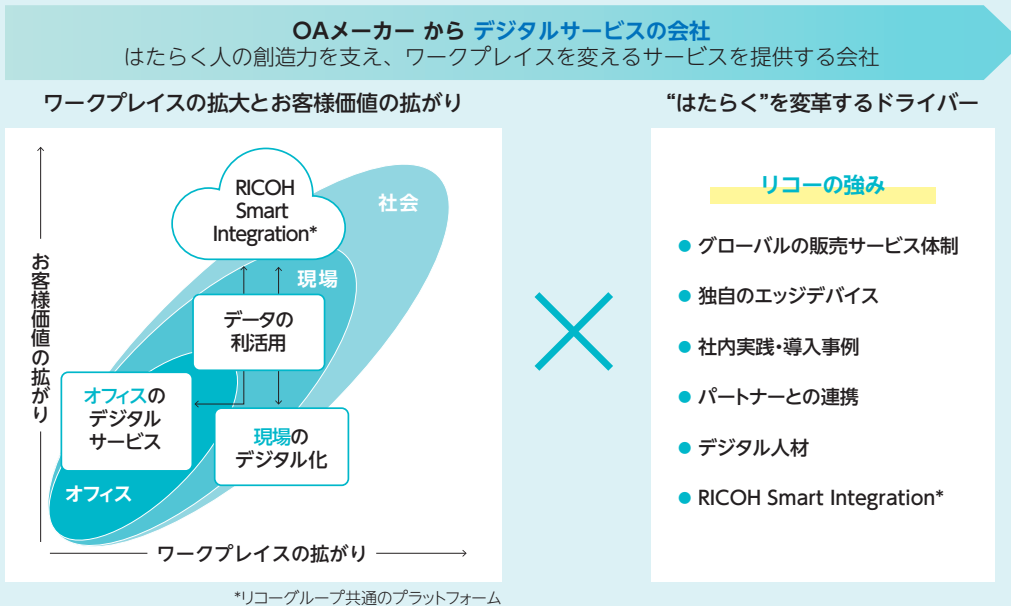 OAメーカー から デジタルサービスの会社
はたらく人の創造力を支え、ワークプレイスを変えるサービスを提供する会社
ワークプレイスの拡大とお客様価値の拡がり
お客様価値の拡がり
RICOH
Smart
Integration*
社会
現場
データの
利活用
オフィスの
デジタル
サービス
現場の
デジタル化
オフィス
ワークプレイスの拡がり
*リコーグループ共通のプラットフォーム
“はたらく”を変革するドライバー
リコーの強み
● グローバルの販売サービス体制
● 独自のエッジデバイス
● 社内実践・導入事例
● パートナーとの連携
● デジタル人材
● RICOH Smart Integration*